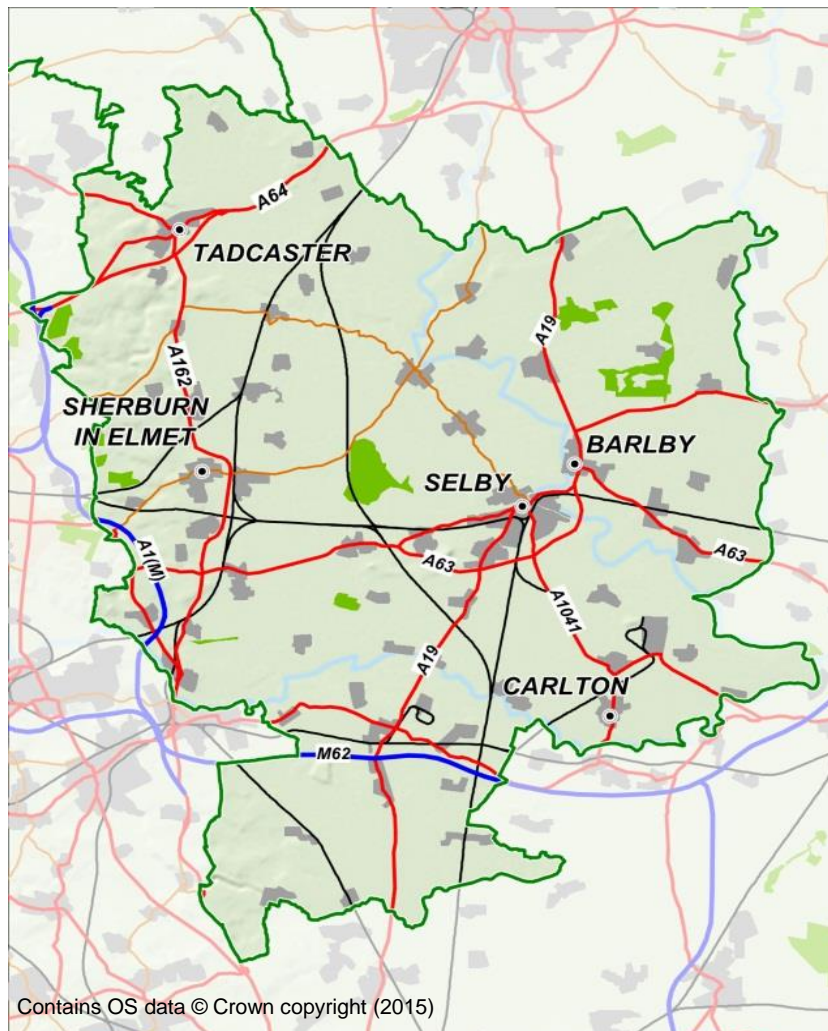 A64
TADCASTER
A19
A162
SHERBURN
IN ELMET
BARLBY
SELBY
A1(M)
A63
A63
A1041
A19
CARLTON
M62
Contains OS data © Crown copyright (2015)